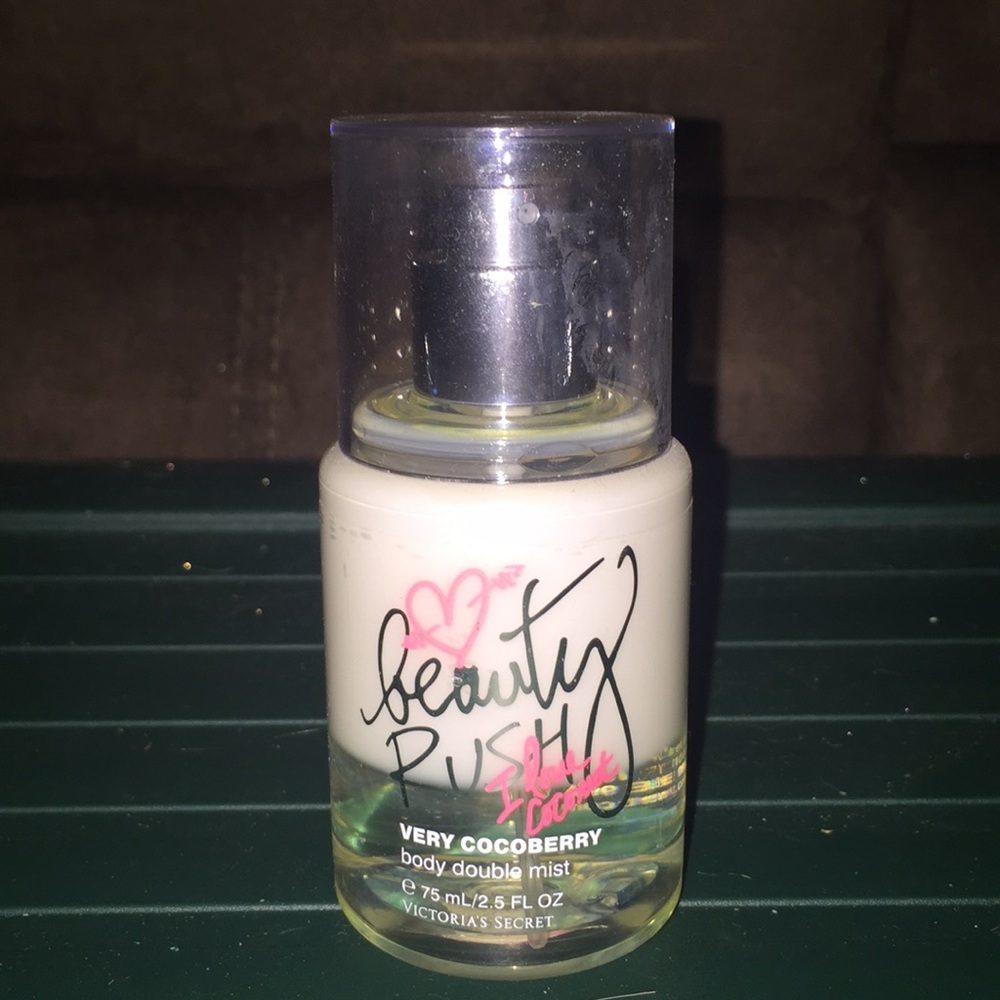 beauty
RUSH
I love
coconut
VERY COCOBERRY
body double mist
℮ 75 mL/2.5 FL OZ
VICTORIA'S SECRET